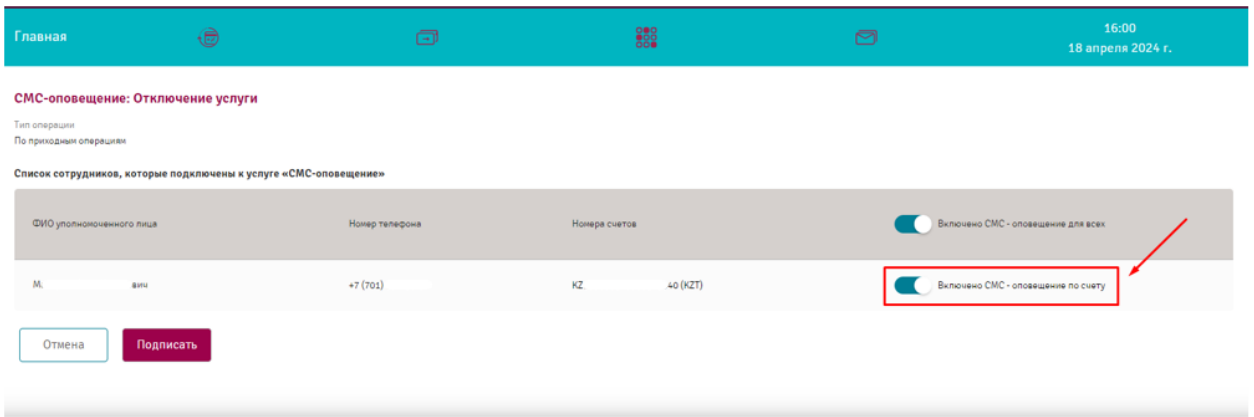 Главная
16:00
18 апреля 2024 г.
СМС-оповещение: Отключение услуги
Тип операции
По приходным операциям
Список сотрудников, которые подключены к услуге «СМС-оповещение»
ФИО уполномоченного лица Номер телефона Номера счетов Включено СМС - оповещение для всех
М. вич +7 (701) KZ 40 (KZT) Включено СМС - оповещение по счету
Отмена Подписать